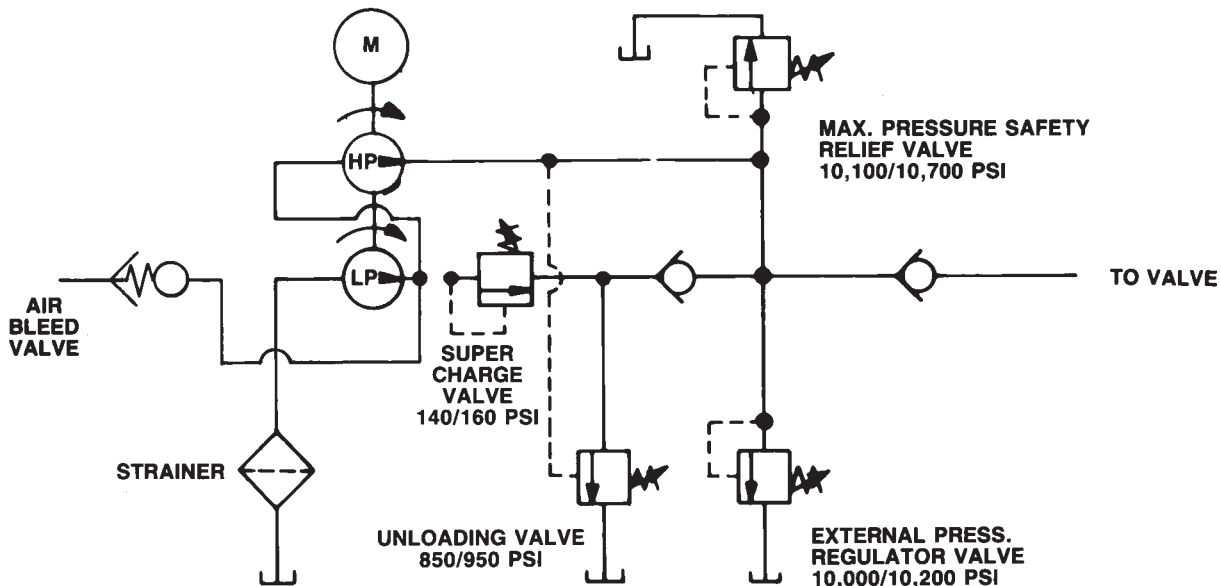 M
HP
MAX. PRESSURE SAFETY
RELIEF VALVE
10,100/10,700 PSI
LP
TO VALVE
AIR
BLEED
VALVE
SUPER
CHARGE
VALVE
140/160 PSI
STRAINER
UNLOADING VALVE
850/950 PSI
EXTERNAL PRESS.
REGULATOR VALVE
10,000/10,200 PSI